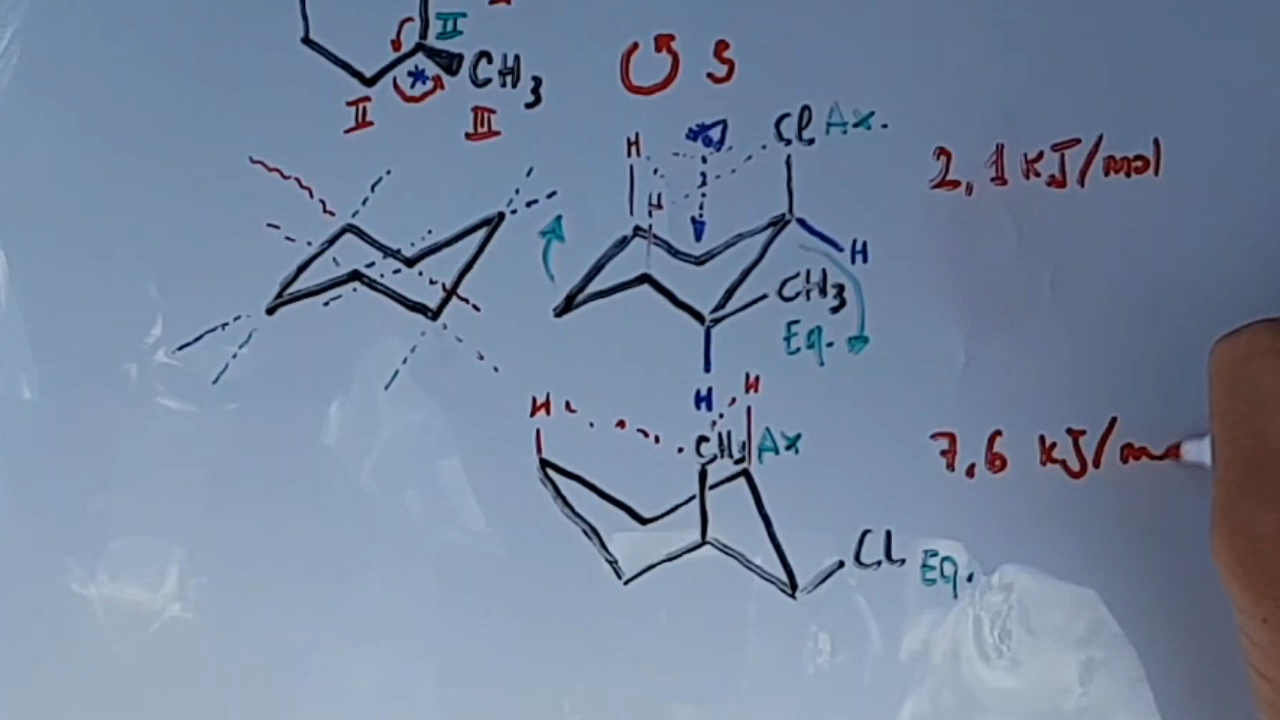 II
* CH3
II
III
S
H
Cl Ax.
2,1 KJ/mol
H
H
CH3
Eq.
H
H
H
CH3 Ax
7,6 KJ/m
Cl Eq.